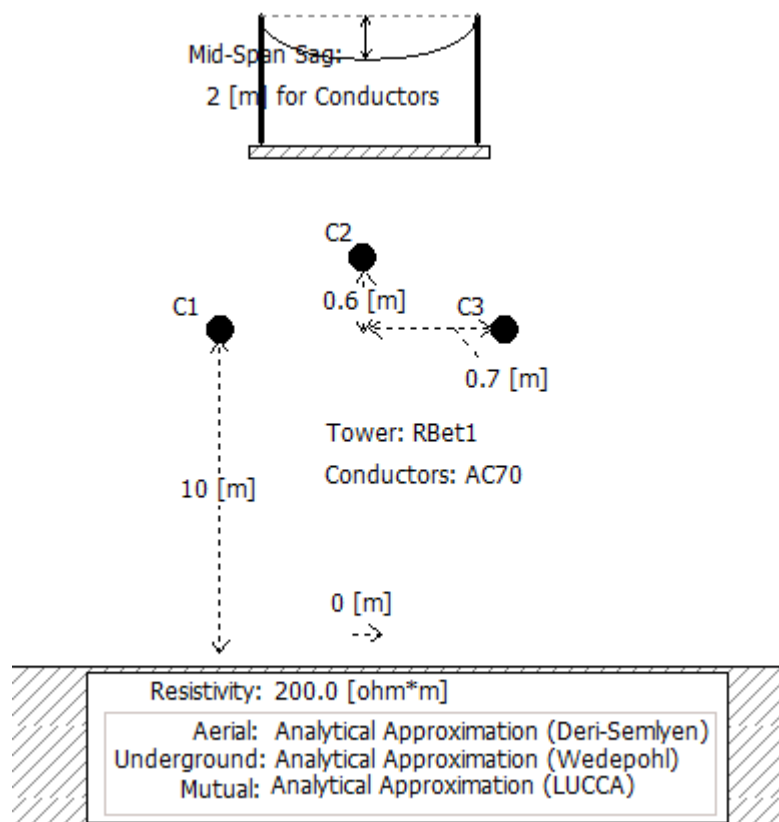 Mid-Span Sag:
2 [m] for Conductors
C2
C1
0.6 [m]
C3
0.7 [m]
Tower: RBet1
Conductors: AC70
10 [m]
0 [m]
Resistivity: 200.0 [ohm*m]
Aerial: Analytical Approximation (Deri-Semlyen)
Underground: Analytical Approximation (Wedepohl)
Mutual: Analytical Approximation (LUCCA)